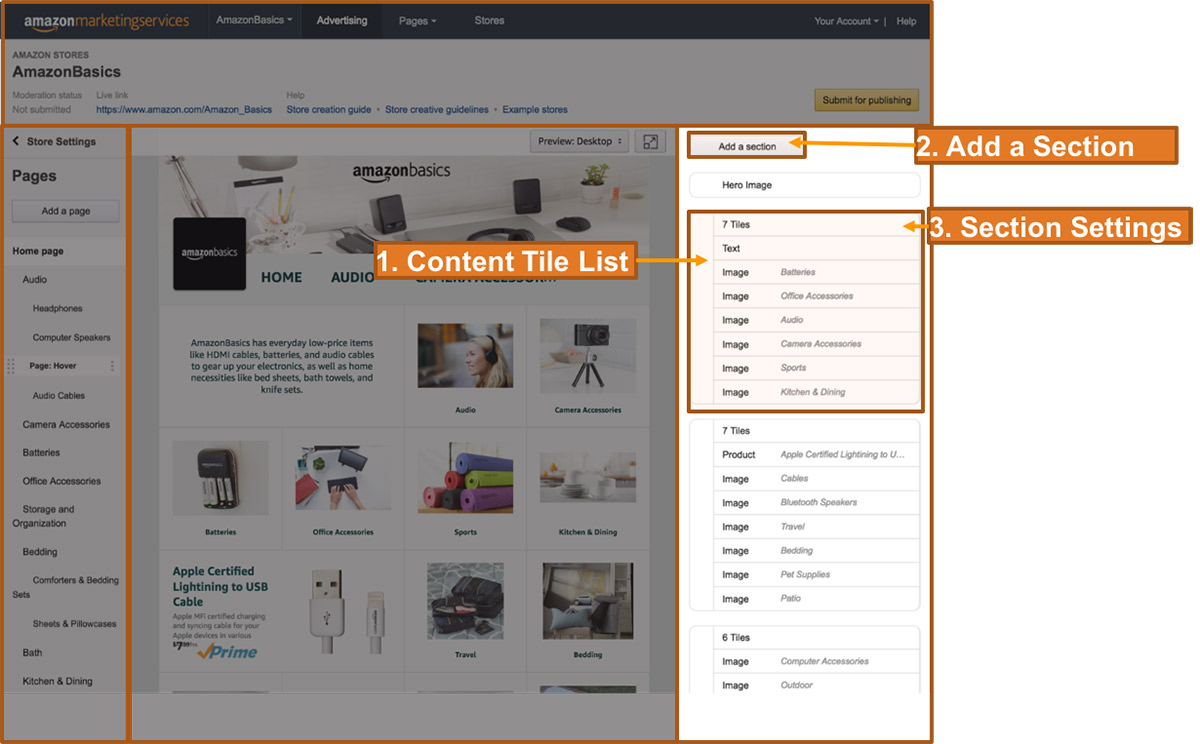 amazonmarketingservices
AmazonBasics
Advertising
Pages
Stores
Your Account | Help
AMAZON STORES
AmazonBasics
Moderation status
Not submitted
Live link
https://www.amazon.com/Amazon_Basics
Help
Store creation guide • Store creative guidelines • Example stores
Submit for publishing
Store Settings
Pages
Add a page
Home page
Audio
Headphones
Computer Speakers
Page: Hover
Audio Cables
Camera Accessories
Batteries
Office Accessories
Storage and
Organization
Bedding
Comforters & Bedding
Sets
Sheets & Pillowcases
Bath
Kitchen & Dining
Preview: Desktop
amazonbasics
amazonbasics
HOME
AUDIO
1. Content Tile List
AmazonBasics has everyday low-price items
like HDMI cables, batteries, and audio cables
to gear up your electronics, as well as home
necessities like bed sheets, bath towels, and
knife sets.
Audio
Camera Accessories
Batteries
Office Accessories
Sports
Kitchen & Dining
Apple Certified
Lightining to USB
Cable
Apple MFi certified charging
and syncing cable for your
Apple devices in various
Prime
Travel
Bedding
Add a section
2. Add a Section
Hero Image
7 Tiles
3. Section Settings
Text
Image Batteries
Image Office Accessories
Image Audio
Image Camera Accessories
Image Sports
Image Kitchen & Dining
7 Tiles
Product Apple Certified Lightining to U...
Image Cables
Image Bluetooth Speakers
Image Travel
Image Bedding
Image Pet Supplies
Image Patio
6 Tiles
Image Computer Accessories
Image Outdoor